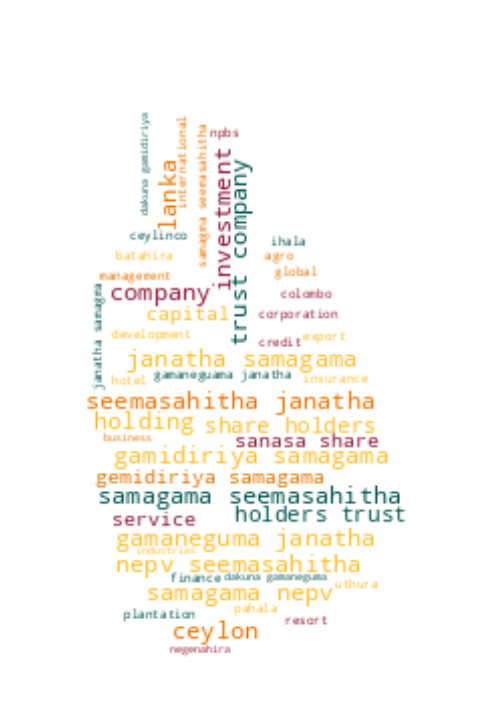 dakuna gamidiriya
international
samagma seemasahitha
npbs
lanka
investment
trust company
ceylinco
ihala
batahira
agro
management
global
janatha samagma
company
colombo
capital
corporation
development
credit
export
janatha samagama
hotel
gamaneguama janatha
insurance
seemasahitha janatha
holding
share holders
business
sanasa share
gamidiriya samagama
gemidiriya samagama
samagama seemasahitha
service
holders trust
gamaneguma janatha
industries
nepv seemasahitha
finance
dakuna gamaneguma
uthura
samagama nepv
pahala
plantation
resort
ceylon
negenahira